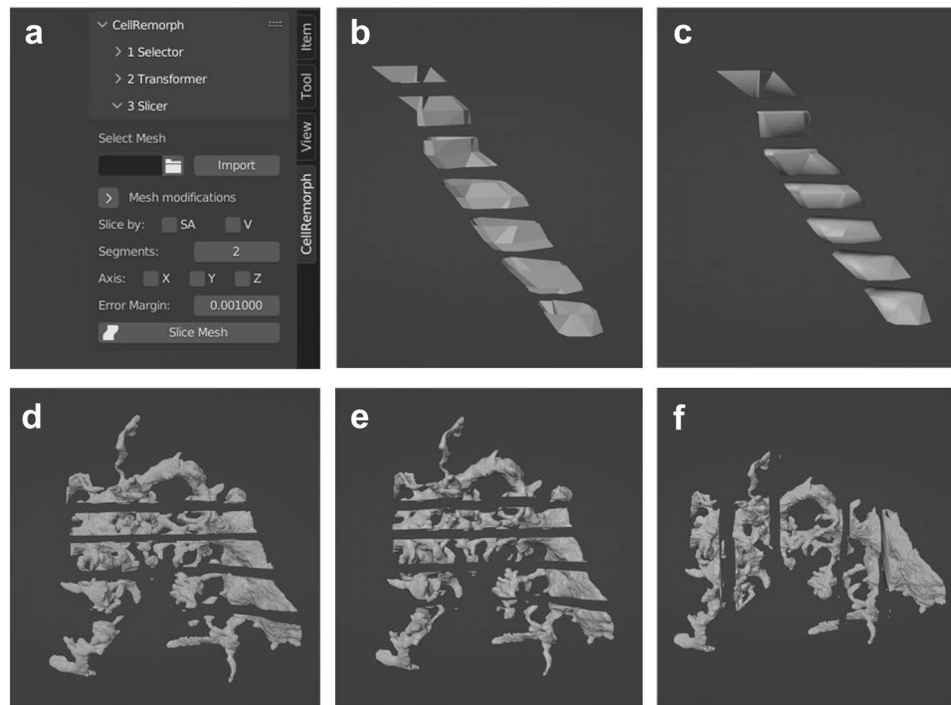 a
CellRemorph
1 Selector
2 Transformer
3 Slicer
Select Mesh
Import
Mesh modifications
Slice by: SA V
Segments: 2
Axis: X Y Z
Error Margin: 0.001000
Slice Mesh
Item
Tool
View
CellRemorph
b
c
d
e
f